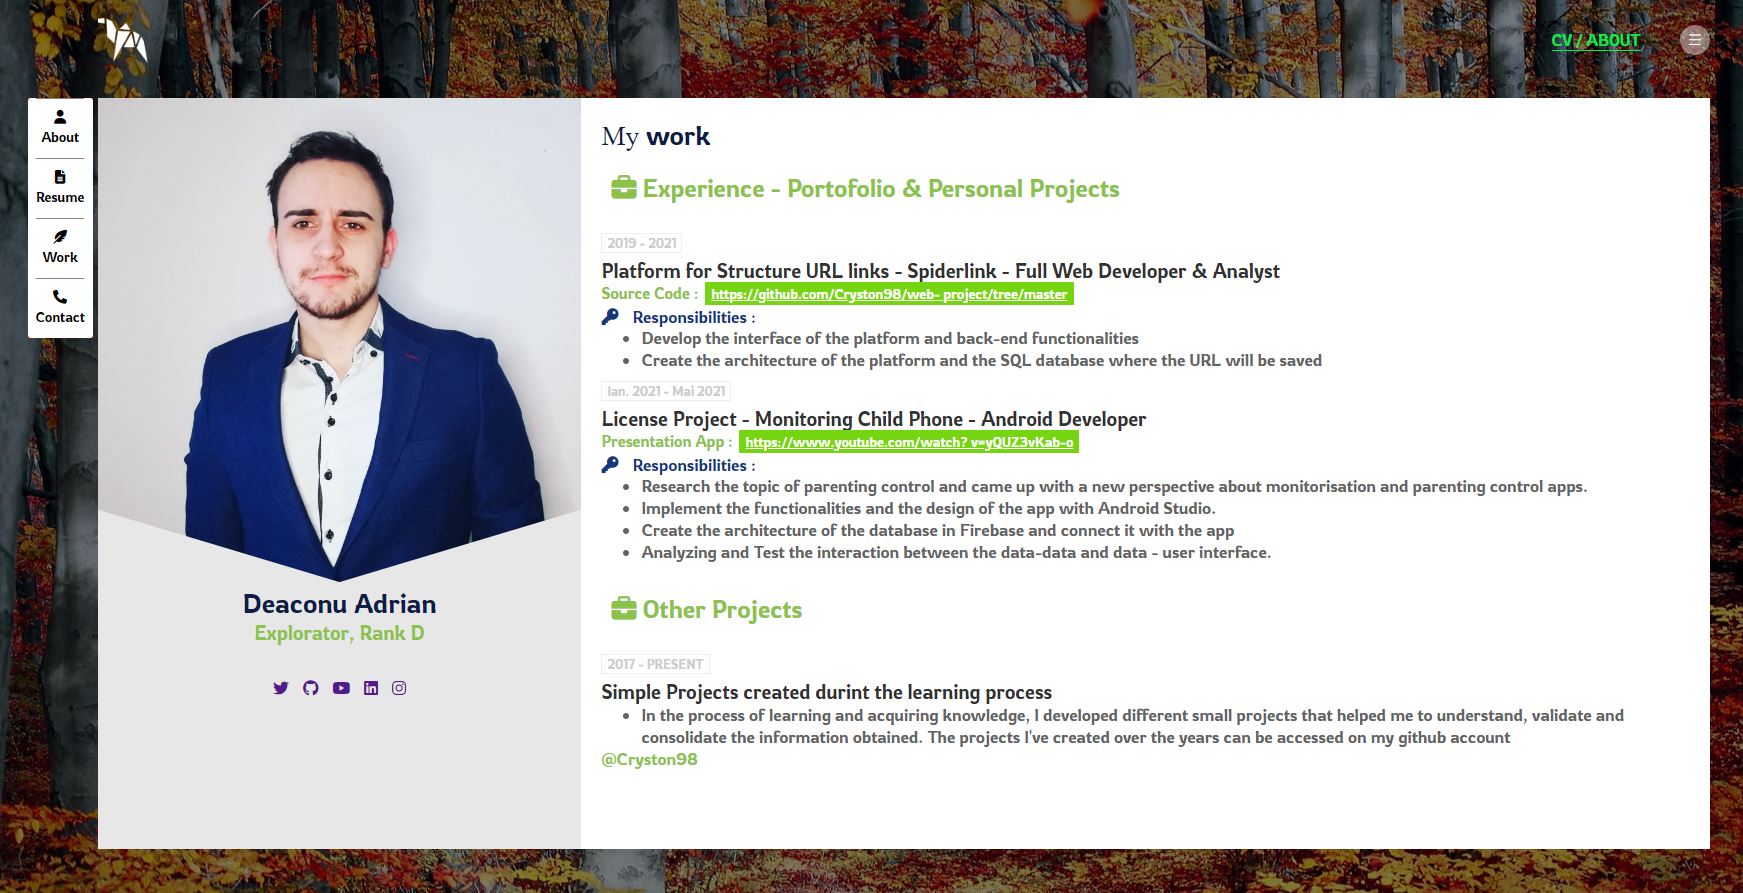 CV / ABOUT
About
Resume
Work
Contact
Deaconu Adrian
Explorator, Rank D
My work
Experience - Portofolio & Personal Projects
2019 - 2021
Platform for Structure URL links - Spiderlink - Full Web Developer & Analyst
Source Code : https://github.com/Cryston98/web- project/tree/master
Responsibilities :
Develop the interface of the platform and back-end functionalities
Create the architecture of the platform and the SQL database where the URL will be saved
Ian. 2021 - Mai 2021
License Project - Monitoring Child Phone - Android Developer
Presentation App : https://www.youtube.com/watch? v=yQUZ3vKab-o
Responsibilities :
Research the topic of parenting control and came up with a new perspective about monitorisation and parenting control apps.
Implement the functionalities and the design of the app with Android Studio.
Create the architecture of the database in Firebase and connect it with the app
Analyzing and Test the interaction between the data-data and data - user interface.
Other Projects
2017 - PRESENT
Simple Projects created durint the learning process
In the process of learning and acquiring knowledge, I developed different small projects that helped me to understand, validate and
consolidate the information obtained. The projects I've created over the years can be accessed on my github account
@Cryston98